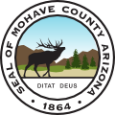 SEAL OF MOHAVE COUNTY ARIZONA
DITAT DEUS
1864